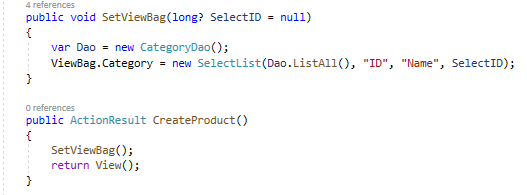 4 references
public void SetViewBag(long? SelectID = null)
{
var Dao = new CategoryDao();
ViewBag.Category = new SelectList(Dao.ListAll(), "ID", "Name", SelectID);
}
0 references
public ActionResult CreateProduct()
{
SetViewBag();
return View();
}